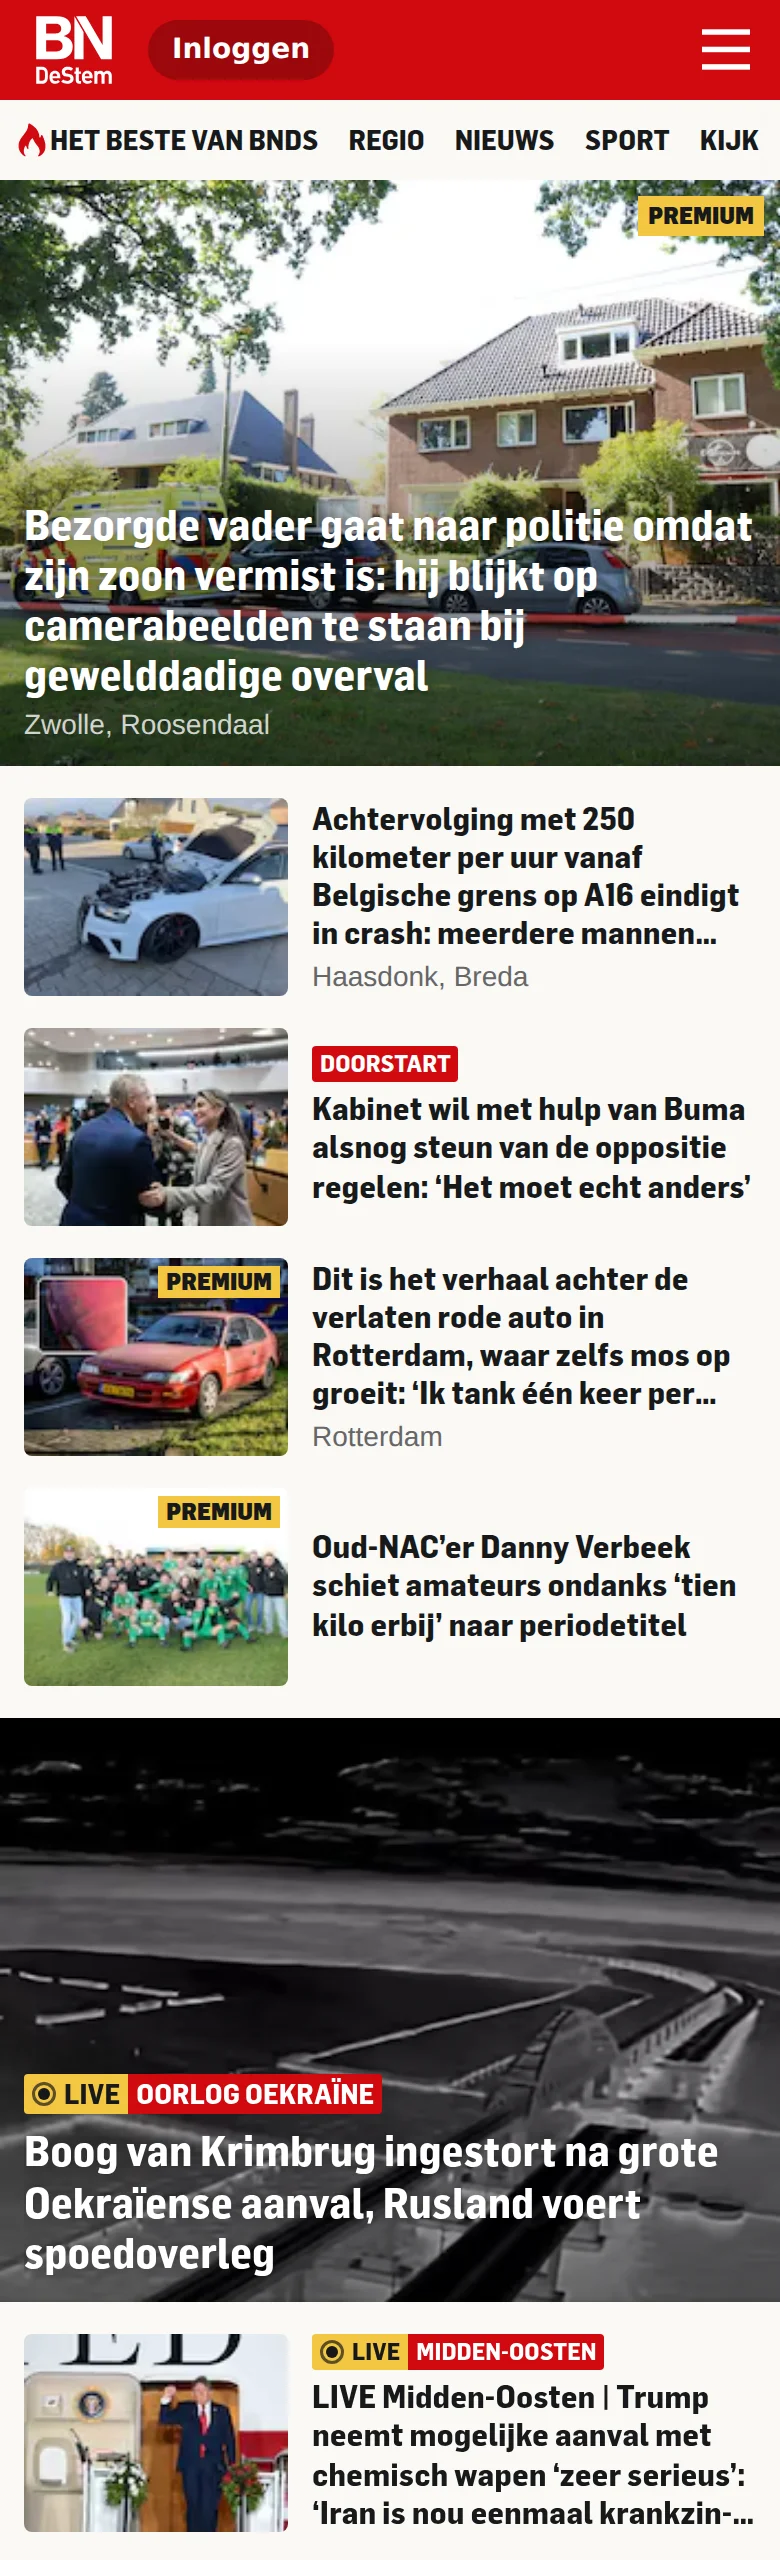 BN
DeStem
Inloggen
HET BESTE VAN BNDS REGIO NIEUWS SPORT KIJK
PREMIUM
Bezorgde vader gaat naar politie omdat
zijn zoon vermist is: hij blijkt op
camerabeelden te staan bij
gewelddadige overval
Zwolle, Roosendaal
Achtervolging met 250
kilometer per uur vanaf
Belgische grens op A16 eindigt
in crash: meerdere mannen...
Haasdonk, Breda
DOORSTART
Kabinet wil met hulp van Buma
alsnog steun van de oppositie
regelen: ‘Het moet echt anders’
PREMIUM
Dit is het verhaal achter de
verlaten rode auto in
Rotterdam, waar zelfs mos op
groeit: ‘Ik tank één keer per...
Rotterdam
PREMIUM
Oud-NAC’er Danny Verbeek
schiet amateurs ondanks ‘tien
kilo erbij’ naar periodetitel
LIVE OORLOG OEKRAÏNE
Boog van Krimbrug ingestort na grote
Oekraïense aanval, Rusland voert
spoedoverleg
LIVE MIDDEN-OOSTEN
LIVE Midden-Oosten | Trump
neemt mogelijke aanval met
chemisch wapen ‘zeer serieus’:
‘Iran is nou eenmaal krankzin-...